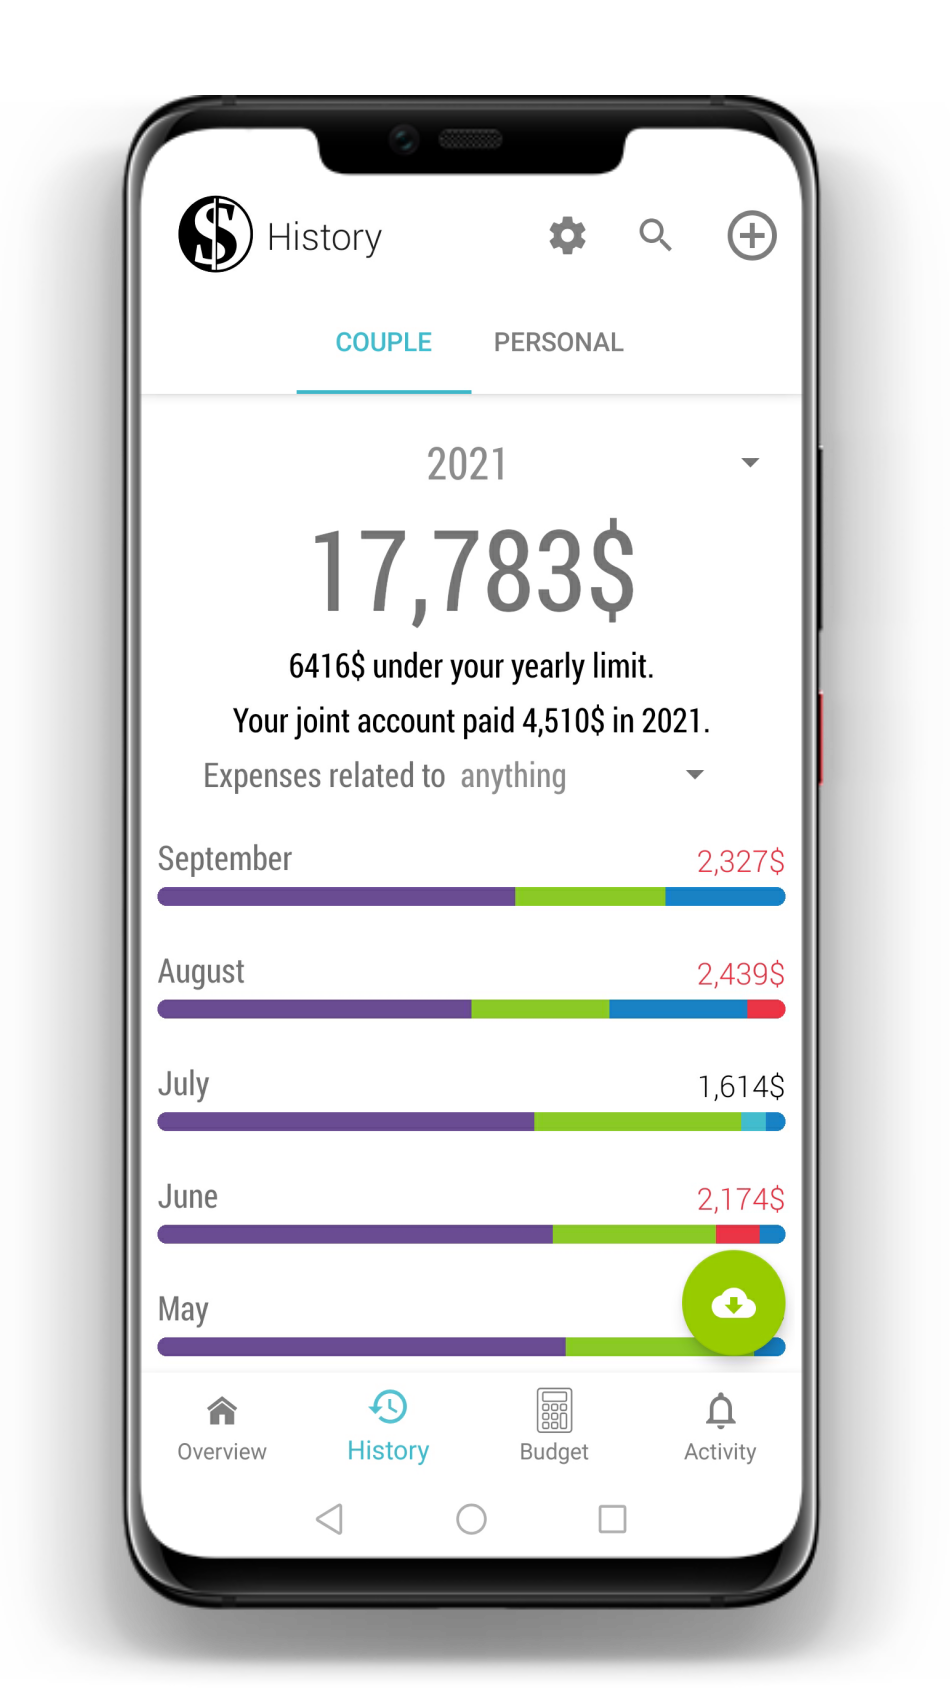 $ History
COUPLE PERSONAL
2021
17,783$
6416$ under your yearly limit.
Your joint account paid 4,510$ in 2021.
Expenses related to anything
September 2,327$
August 2,439$
July 1,614$
June 2,174$
May
Overview History Budget Activity